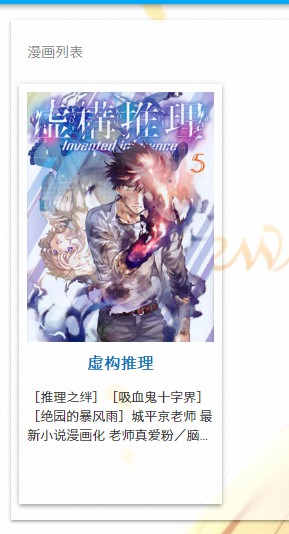 漫画列表
虚構推理
Invented inference
5
虚构推理
［推理之绊］［吸血鬼十字界］
［绝园的暴风雨］城平京老师 最
新小说漫画化 老师真爱粉／脑...